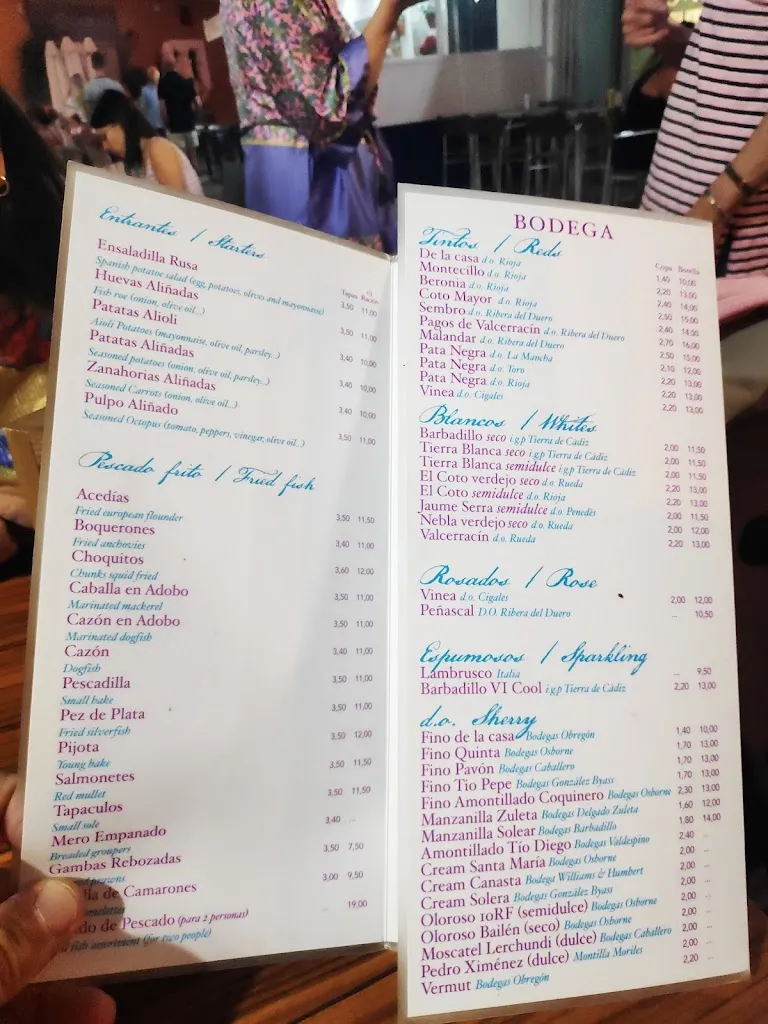 Entrantes / Starters
Tapas ½ Ración
Ensaladilla Rusa 3,50 11,00
Spanish potatoe salad (egg, potatoes, olives and mayonnaise)
Huevas Aliñadas 3,50 11,00
Fish roe (onion, olive oil...)
Patatas Alioli 3,40 10,00
Aioli Potatoes (mayonnaise, olive oil, parsley...)
Patatas Aliñadas 3,40 10,00
Seasoned potatoes (onion, olive oil, parsley...)
Zanahorias Aliñadas 3,40 10,00
Seasoned Carrots (onion, olive oil...)
Pulpo Aliñado 3,50 11,00
Seasoned Octopus (tomato, peppers, vinegar, olive oil...)
Pescado frito / Fried fish
Acedías 3,50 11,50
Fried european flounder
Boquerones 3,40 11,00
Fried anchovies
Choquitos 3,60 12,00
Chunks squid fried
Caballa en Adobo 3,50 11,00
Marinated mackerel
Cazón en Adobo 3,50 11,00
Marinated dogfish
Cazón 3,40 11,00
Dogfish
Pescadilla 3,50 11,00
Small hake
Pez de Plata 3,50 11,00
Fried silverfish
Pijota 3,50 12,00
Young hake
Salmonetes 3,50 11,50
Red mullet
Tapaculos 3,50 11,50
Small sole
Mero Empanado 3,40 ...
Breaded groupers
Gambas Rebozadas 3,50 7,50
prawns
de Camarones 3,00 9,50
de Pescado (para 2 personas) 19,00
fish assortment (for two people)
BODEGA
Tintos / Reds
Copa Botella
De la casa d.o. Rioja 1,40 10,00
Montecillo d.o. Rioja 2,20 13,00
Beronia d.o. Rioja 2,40 14,00
Coto Mayor d.o. Rioja 2,50 15,00
Sembro d.o. Ribera del Duero 2,40 14,00
Pagos de Valcerracín d.o. Ribera del Duero 2,70 16,00
Malandar d.o. Ribera del Duero 2,50 15,00
Pata Negra d.o. La Mancha 2,10 12,00
Pata Negra d.o. Toro 2,20 13,00
Pata Negra d.o. Rioja 2,20 13,00
Vinea d.o. Cigales 2,20 13,00
Blancos / Whites
Barbadillo seco i.g.p Tierra de Cádiz 2,00 11,50
Tierra Blanca seco i.g.p Tierra de Cádiz 2,00 11,50
Tierra Blanca semidulce i.g.p Tierra de Cádiz 2,00 11,50
El Coto verdejo seco d.o. Rueda 2,20 13,00
El Coto semidulce d.o. Rioja 2,20 13,00
Jaume Serra semidulce d.o. Penedès 2,00 11,50
Nebla verdejo seco d.o. Rueda 2,00 12,00
Valcerracín d.o. Rueda 2,20 13,00
Rosados / Rose
Vinea d.o. Cigales 2,00 12,00
Peñascal D.O. Ribera del Duero ... 10,50
Espumosos / Sparkling
Lambrusco Italia ... 9,50
Barbadillo VI Cool i.g.p Tierra de Cádiz 2,20 13,00
d.o. Sherry
Fino de la casa Bodegas Obregón 1,40 10,00
Fino Quinta Bodegas Osborne 1,70 13,00
Fino Pavón Bodegas Caballero 1,70 13,00
Fino Tío Pepe Bodegas González Byass 1,70 13,00
Fino Amontillado Coquinero Bodegas Osborne 2,30 13,00
Manzanilla Zuleta Bodegas Delgado Zuleta 1,60 12,00
Manzanilla Solear Bodegas Barbadillo 1,80 14,00
Amontillado Tío Diego Bodegas Valdespino 2,40 ...
Cream Santa María Bodegas Osborne 2,00 ...
Cream Canasta Bodega Williams & Humbert 2,00 ...
Cream Solera Bodegas González Byass 2,00 ...
Oloroso 10RF (semidulce) Bodegas Osborne 2,00 ...
Oloroso Bailén (seco) Bodegas Osborne 2,00 ...
Moscatel Lerchundi (dulce) Bodegas Caballero 2,00 ...
Pedro Ximénez (dulce) Montilla Moriles 2,00 ...
Vermut Bodegas Obregón 2,20 ...